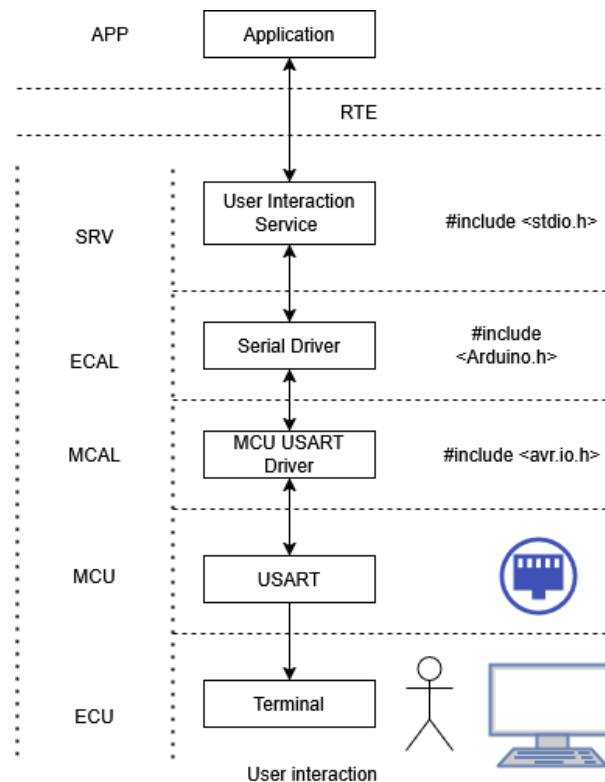 APP
Application
RTE
User Interaction
Service
SRV
#include <stdio.h>
Serial Driver
#include
<Arduino.h>
ECAL
MCU USART
Driver
MCAL
#include <avr.io.h>
MCU
USART
Terminal
ECU
User interaction